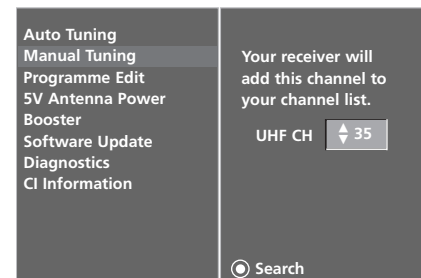 Auto Tuning
Manual Tuning
Programme Edit
5V Antenna Power
Booster
Software Update
Diagnostics
CI Information
Your receiver will
add this channel to
your channel list.
UHF CH 35
Search